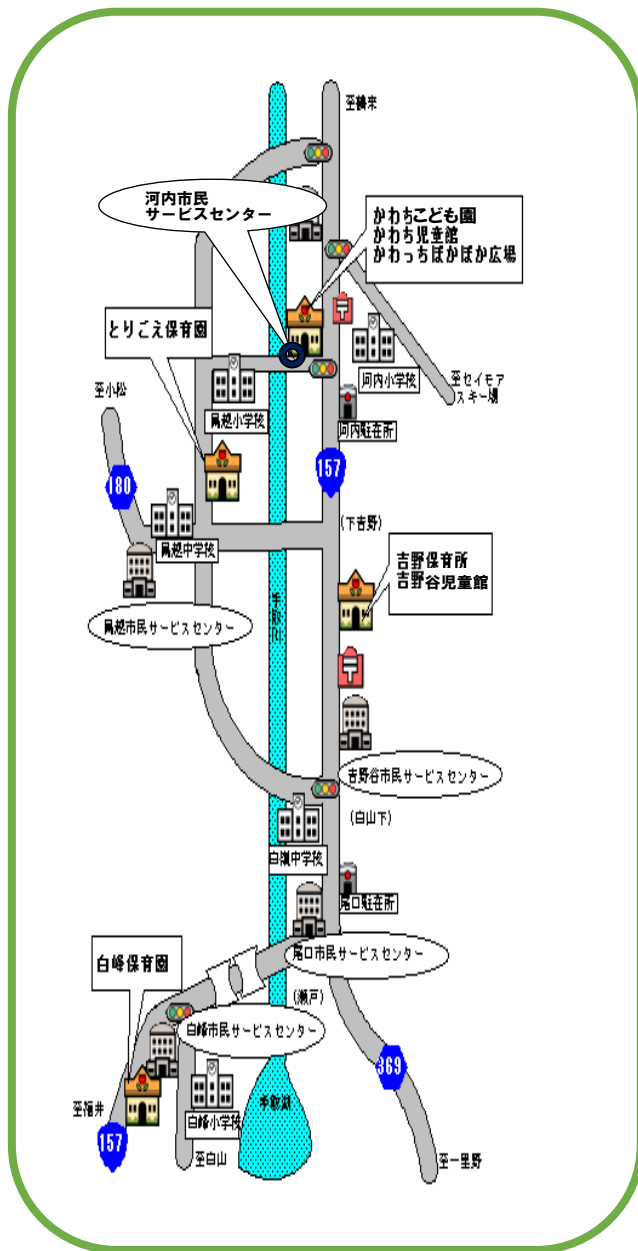 至鶴来
河内市民
サービスセンター
かわちこども園
かわち児童館
かわっちぽかぽか広場
とりごえ保育園
河内小学校
至セイモア
スキー場
至小松
鳥越小学校
河内駐在所
157
180
(下吉野)
鳥越中学校
吉野保育所
吉野谷児童館
手取川
鳥越市民サービスセンター
吉野谷市民サービスセンター
(白山下)
白嶺中学校
尾口駐在所
尾口市民サービスセンター
白峰保育園
(瀬戸)
白峰市民サービスセンター
369
手取湖
至福井
白峰小学校
157
至白山
至一里野